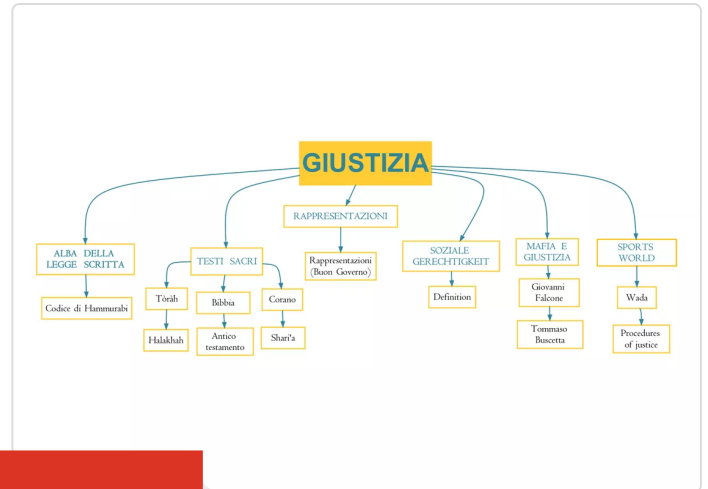 GIUSTIZIA
RAPPRESENTAZIONI
Rappresentazioni
(Buon Governo)
ALBA DELLA
LEGGE SCRITTA
Codice di Hammurabi
TESTI SACRI
Tòràh
Halakhah
Bibbia
Antico
testamento
Corano
Shari'a
SOZIALE
GERECHTIGKEIT
Definition
MAFIA E
GIUSTIZIA
Giovanni
Falcone
Tommaso
Buscetta
SPORTS
WORLD
Wada
Procedures
of justice